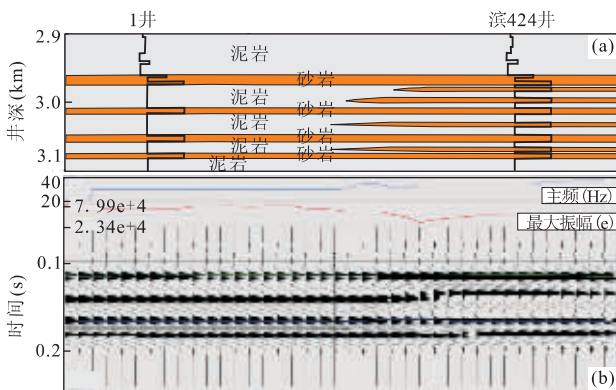 1井
滨424井
2.9
(a)
泥岩
砂岩
井深(km)
3.0
泥岩
砂岩
泥岩
泥岩
砂岩
3.1
泥岩
40
主频(Hz)
20
7.99e+4
最大振幅(e)
2.34e+4
0.1
时间(s)
0.2
(b)